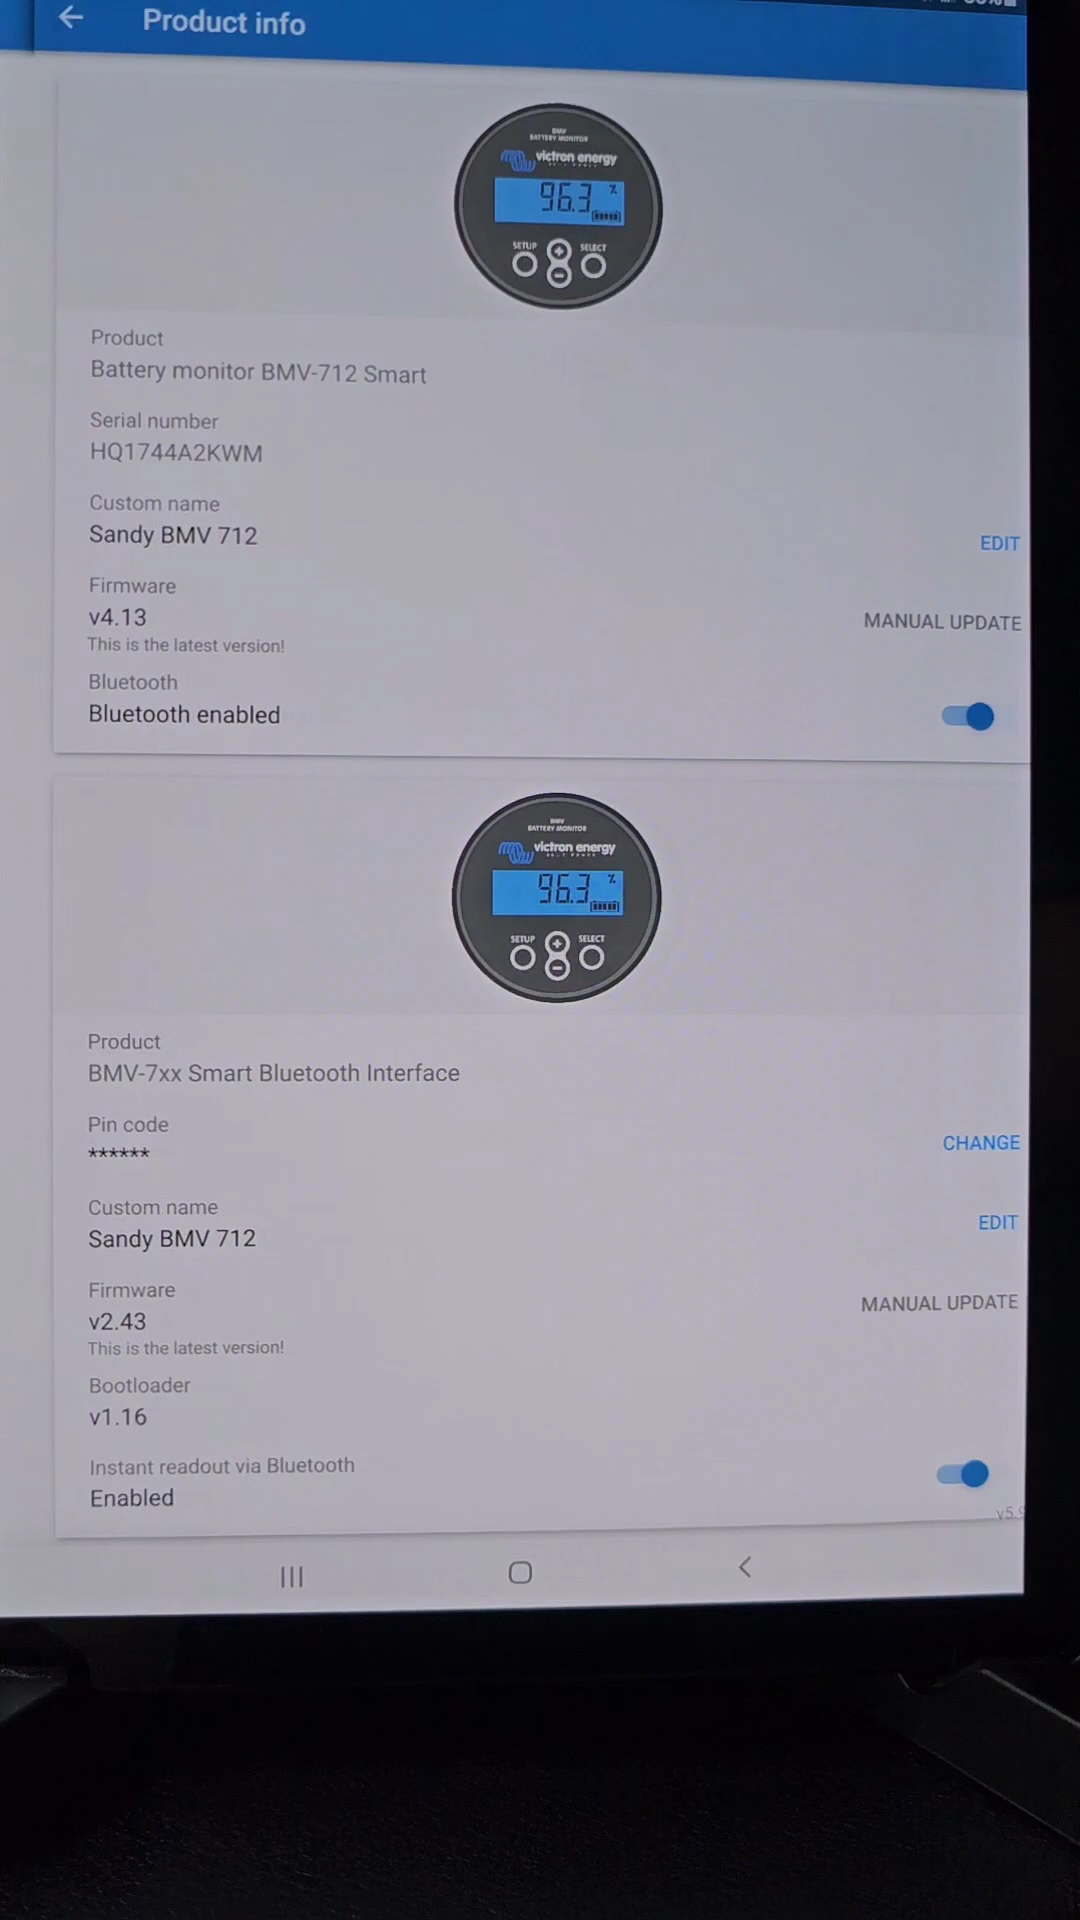 Product info
BMV
BATTERY MONITOR
victron energy
96.3 %
SETUP
SELECT
Product
Battery monitor BMV-712 Smart
Serial number
HQ1744A2KWM
Custom name
Sandy BMV 712
EDIT
Firmware
v4.13
MANUAL UPDATE
This is the latest version!
Bluetooth
Bluetooth enabled
BMV
BATTERY MONITOR
victron energy
96.3 %
SETUP
SELECT
Product
BMV-7xx Smart Bluetooth Interface
Pin code
******
CHANGE
Custom name
Sandy BMV 712
EDIT
Firmware
v2.43
MANUAL UPDATE
This is the latest version!
Bootloader
v1.16
Instant readout via Bluetooth
Enabled